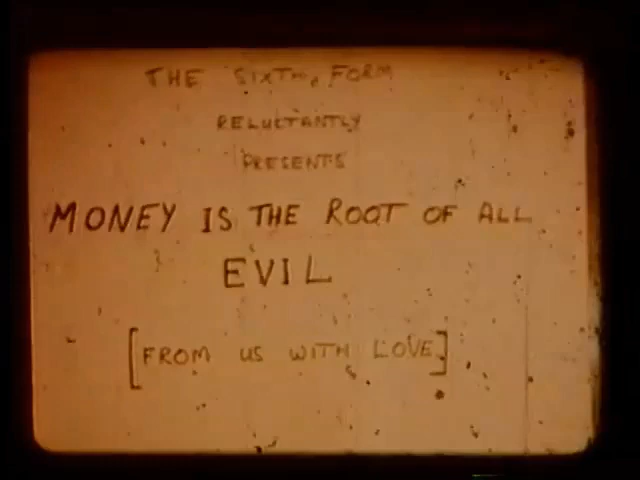 THE SIXTH FORM
RELUCTANTLY
PRESENTS
MONEY IS THE ROOT OF ALL
EVIL
[FROM US WITH LOVE]